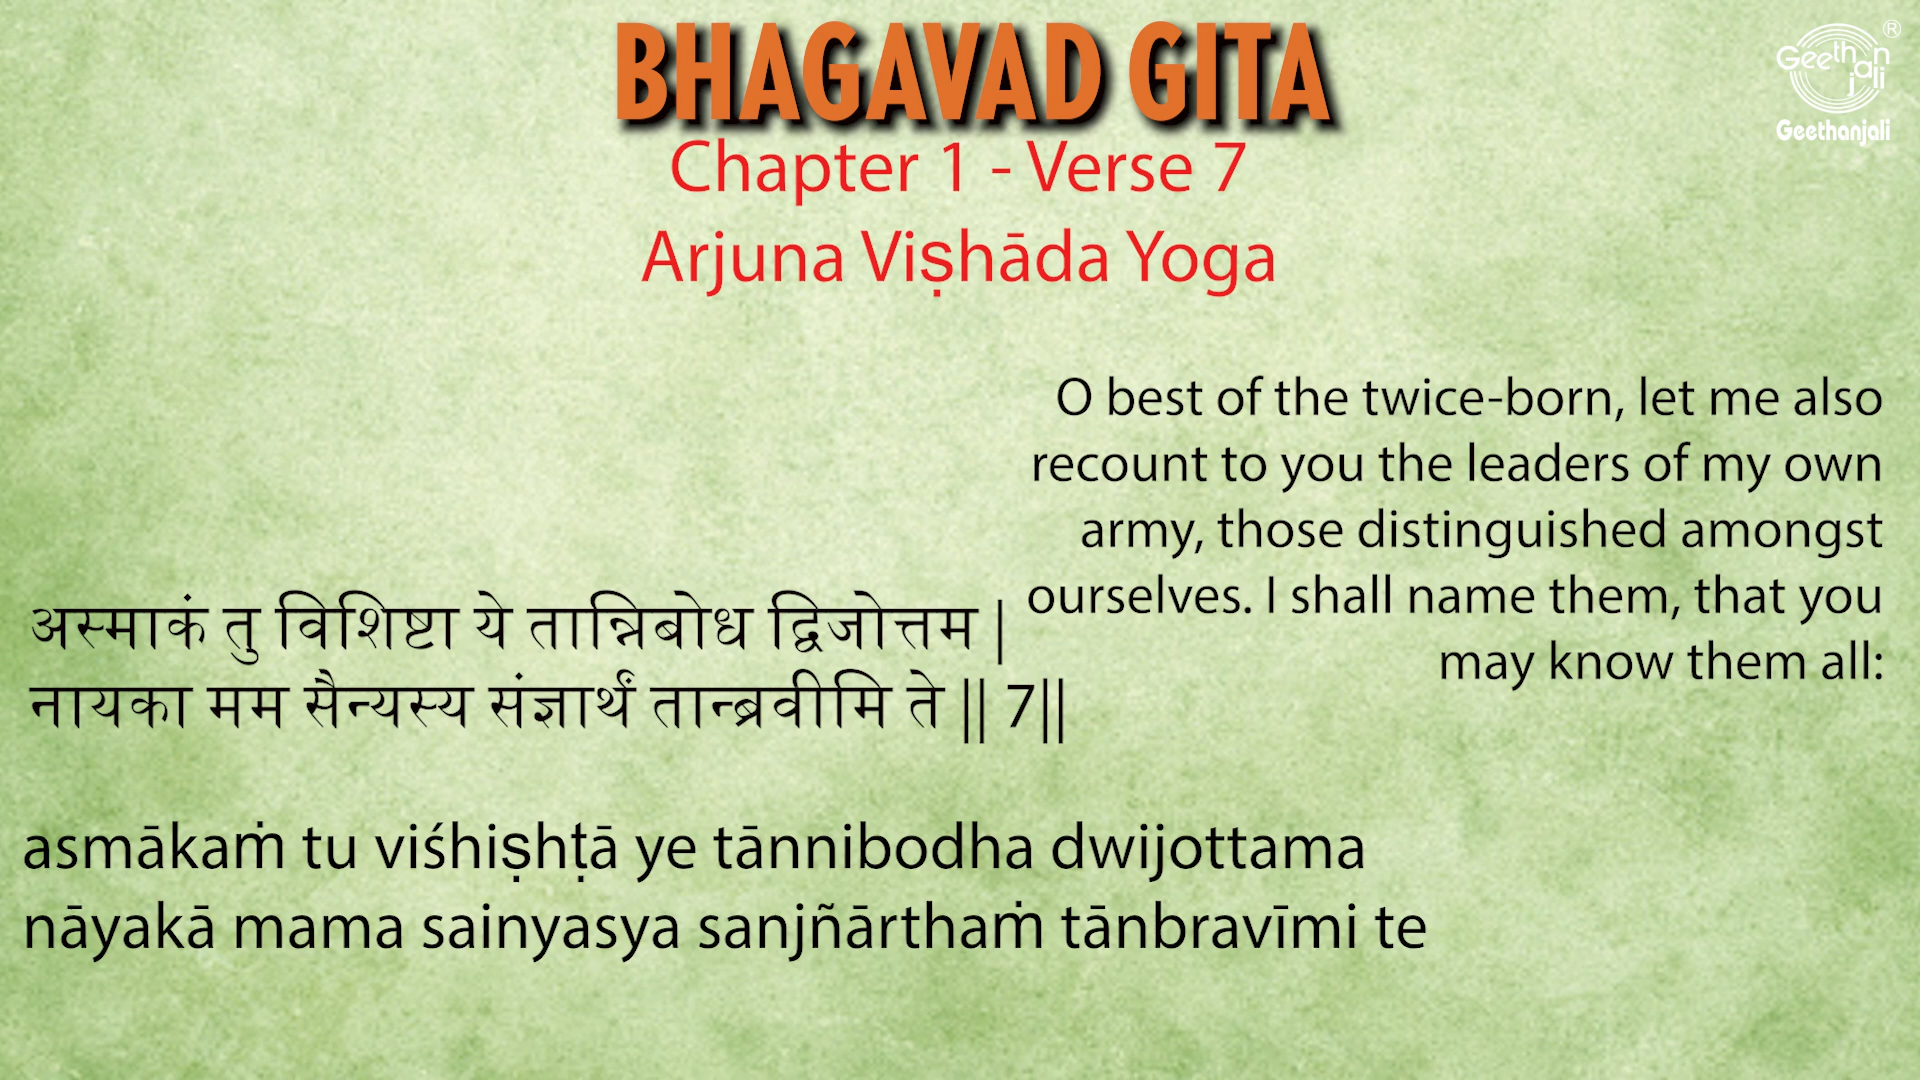 BHAGAVAD GITA
Geethanjali
®
Geethanjali
Chapter 1 - Verse 7
Arjuna Viṣhāda Yoga
O best of the twice-born, let me also
recount to you the leaders of my own
army, those distinguished amongst
ourselves. I shall name them, that you
may know them all:
अस्माकं तु विशिष्टा ये तान्निबोध द्विजोत्तम |
नायका मम सैन्यस्य संज्ञार्थं तान्ब्रवीमि ते || 7||
asmākaṁ tu viśhiṣhṭā ye tānnibodha dwijottama
nāyakā mama sainyasya sanjñārthaṁ tānbravīmi te